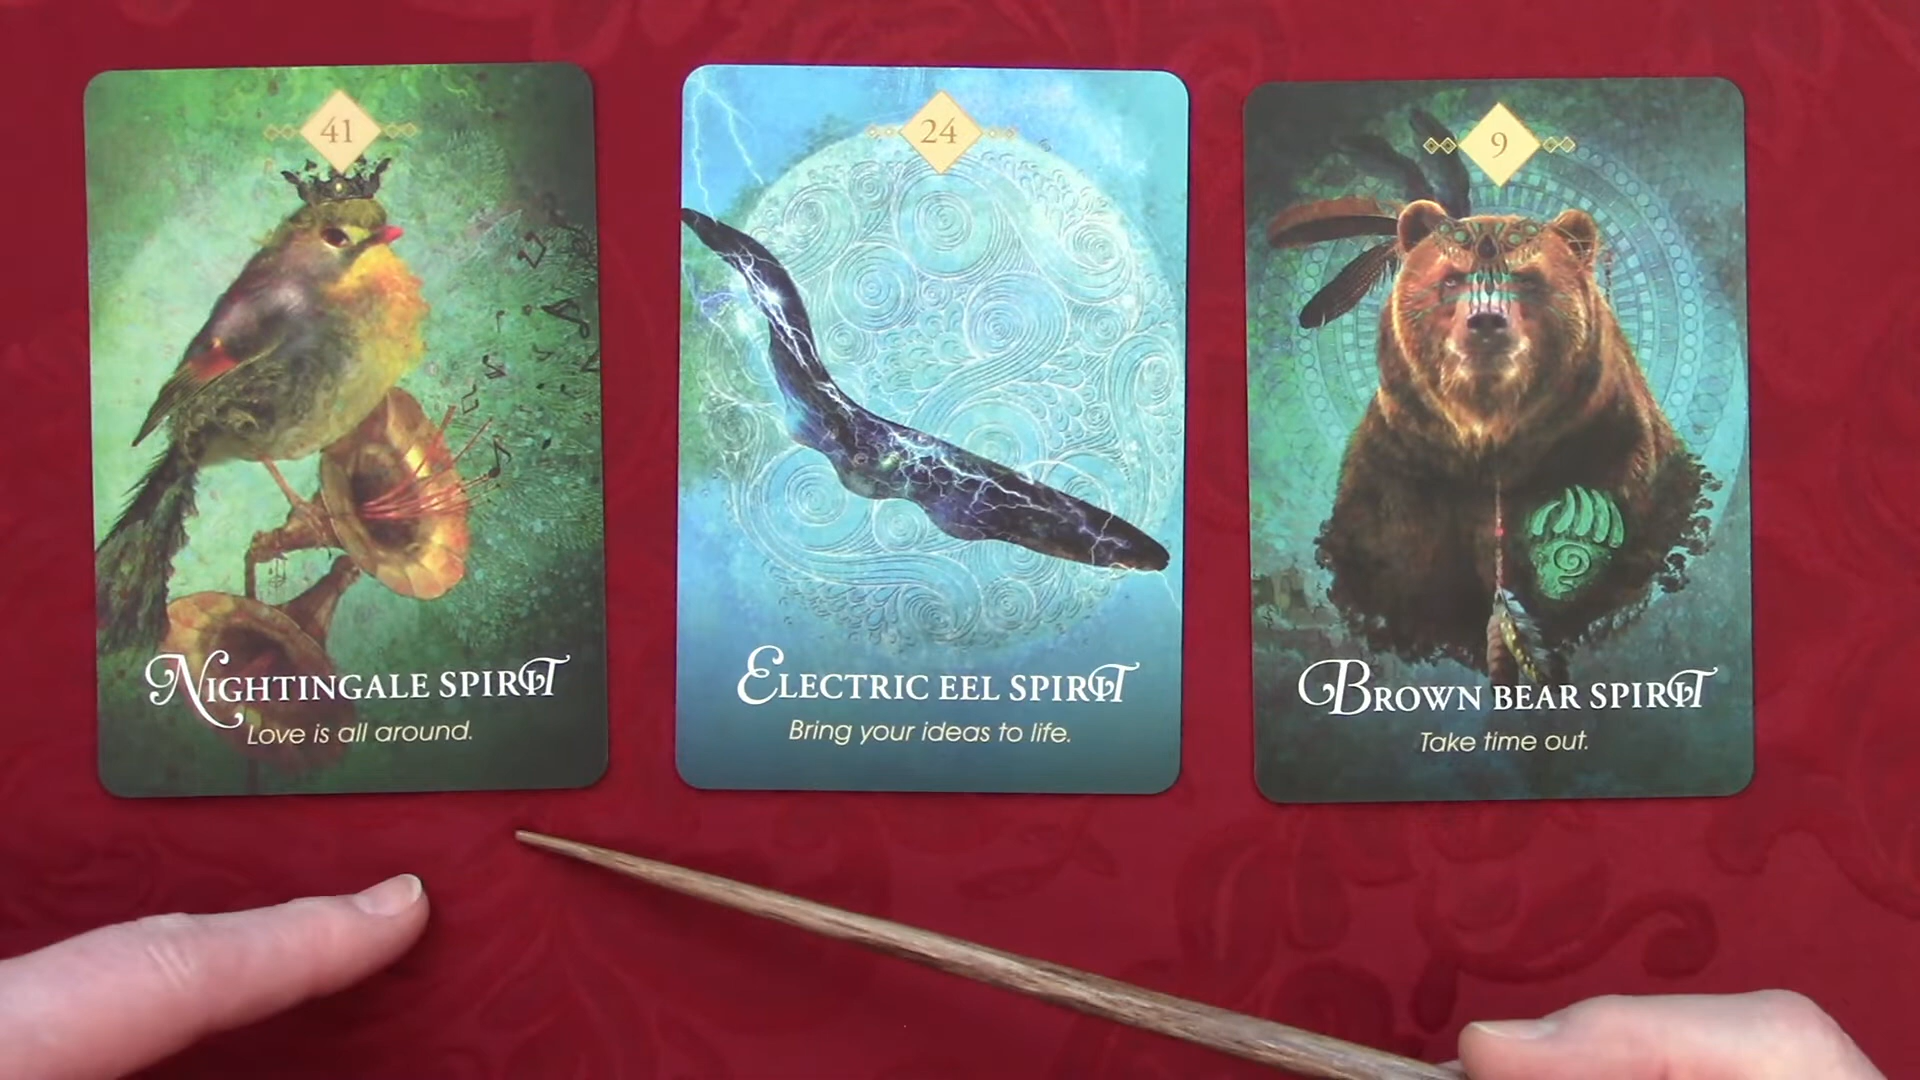 41
Nightingale Spirit
Love is all around.
24
Electric Eel Spirit
Bring your ideas to life.
9
Brown Bear Spirit
Take time out.